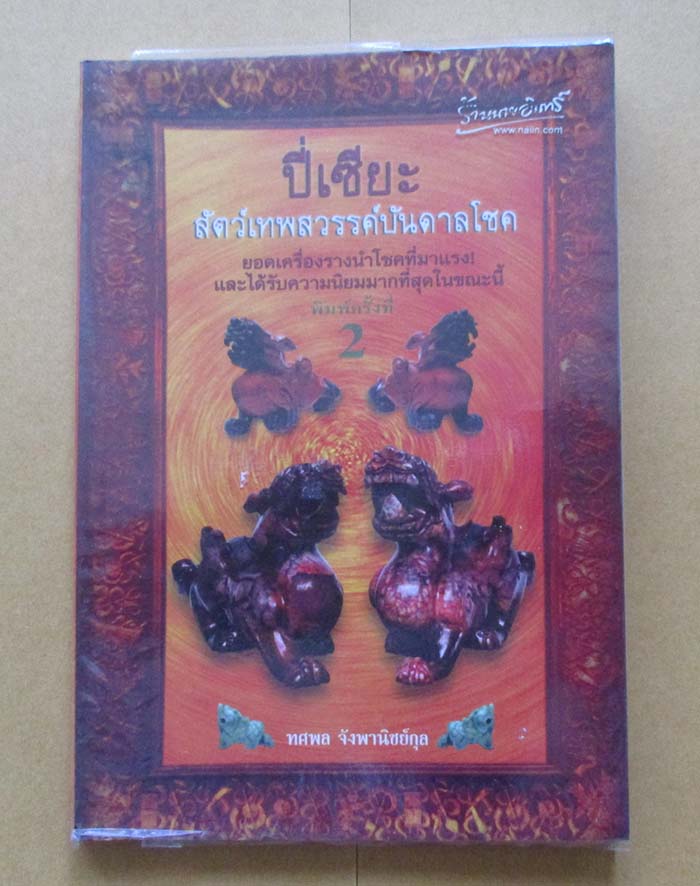 ร้านนายอินทร์
www.naiin.com
ปี่เซียะ
สัตว์เทพสวรรค์บันดาลโชค
ยอดเครื่องรางนำโชคที่มาแรง!
และได้รับความนิยมมากที่สุดในขณะนี้
พิมพ์ครั้งที่
2
ทศพล จังพานิชย์กุล